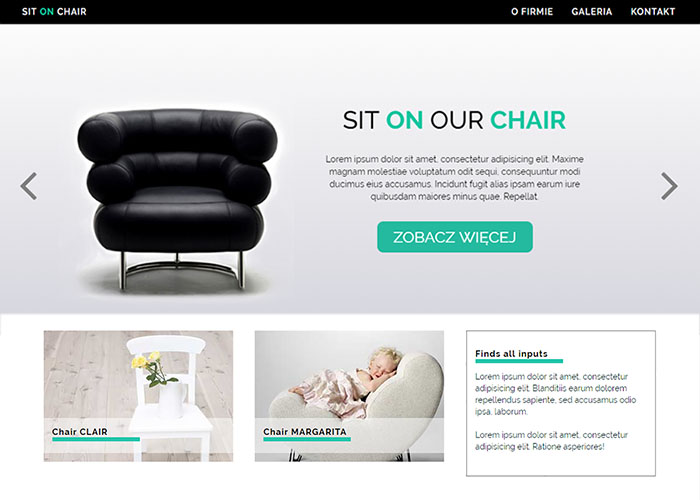 SIT ON CHAIR
O FIRMIE GALERIA KONTAKT
SIT ON OUR CHAIR
Lorem ipsum dolor sit amet, consectetur adipisicing elit. Maxime
magnam molestiae voluptatum odit sequi, consequuntur modi
ducimus eius accusamus. Incidunt fugit alias ipsam earum iure
quibusdam maiores minus quae. Repellat.
ZOBACZ WIĘCEJ
Chair CLAIR
Chair MARGARITA
Finds all inputs
Lorem ipsum dolor sit amet, consectetur
adipisicing elit. Blanditiis earum dolorem
repellendus sapiente, sed accusamus odio
ipsa, laborum.
Lorem ipsum dolor sit amet, consectetur
adipisicing elit. Ratione asperiores!